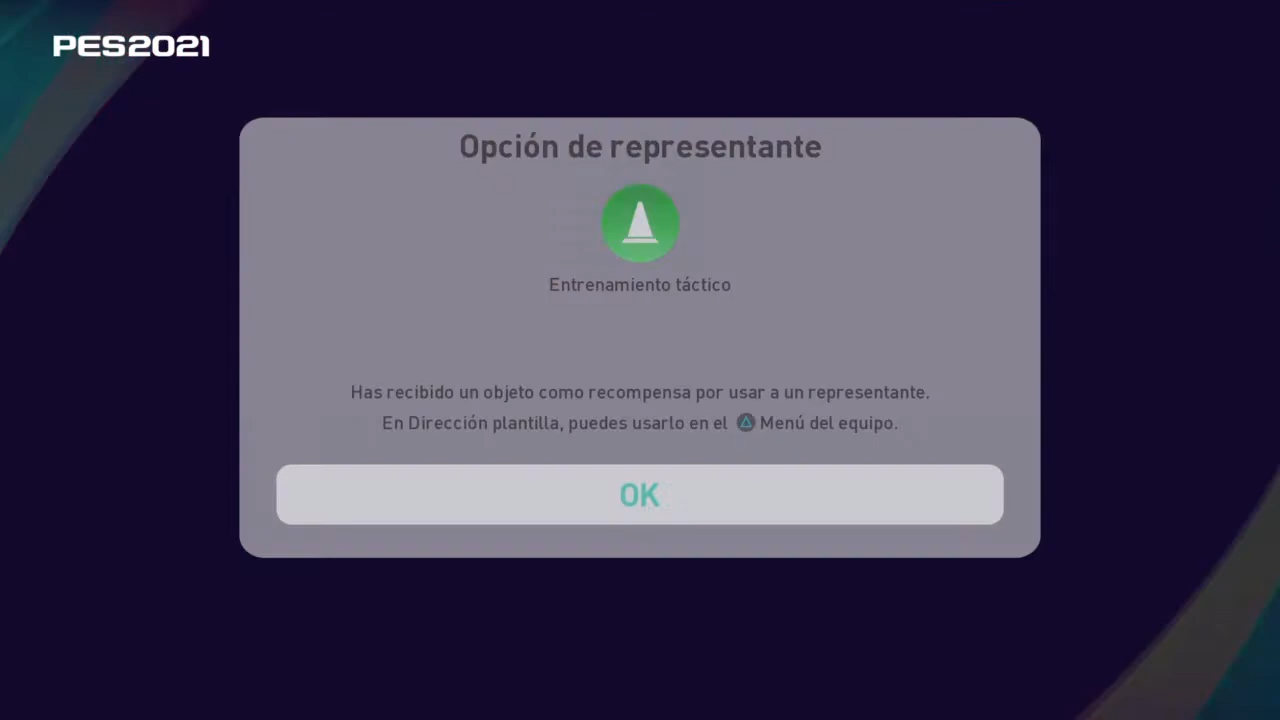 PES2021
Opción de representante
Entrenamiento táctico
Has recibido un objeto como recompensa por usar a un representante.
En Dirección plantilla, puedes usarlo en el Menú del equipo.
OK